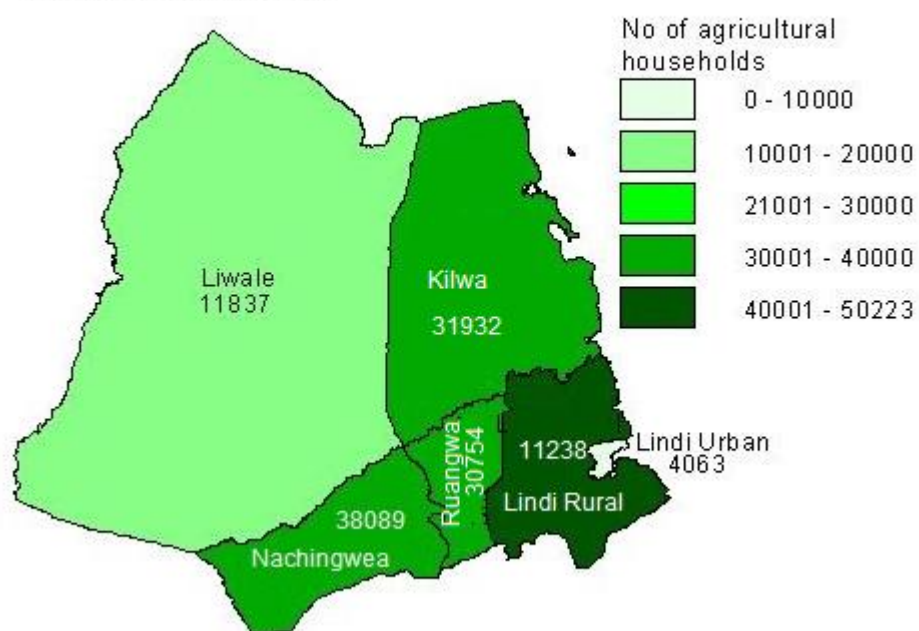 No of agricultural
households
0 - 10000
10001 - 20000
21001 - 30000
30001 - 40000
40001 - 50223
Liwale
11837
Kilwa
31932
Ruangwa
30754
11238
Lindi Rural
Lindi Urban
4063
38089
Nachingwea